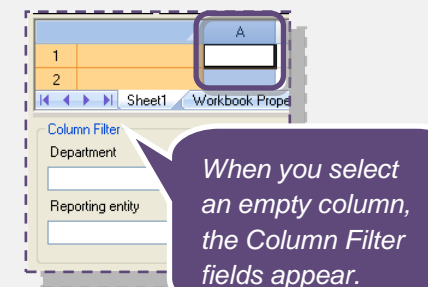 A
1
2
Sheet1 Workbook Prope
Column Filter
Department
Reporting entity
When you select
an empty column,
the Column Filter
fields appear.